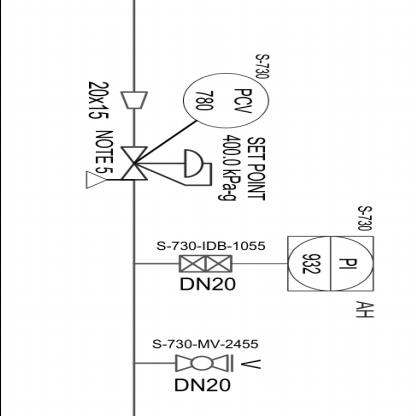 S-730
PCV
780
20x15
NOTE 5
SET POINT
400.0 kPa-g
S-730
PI
932
AH
S-730-IDB-1055
DN20
S-730-MV-2455
V
DN20